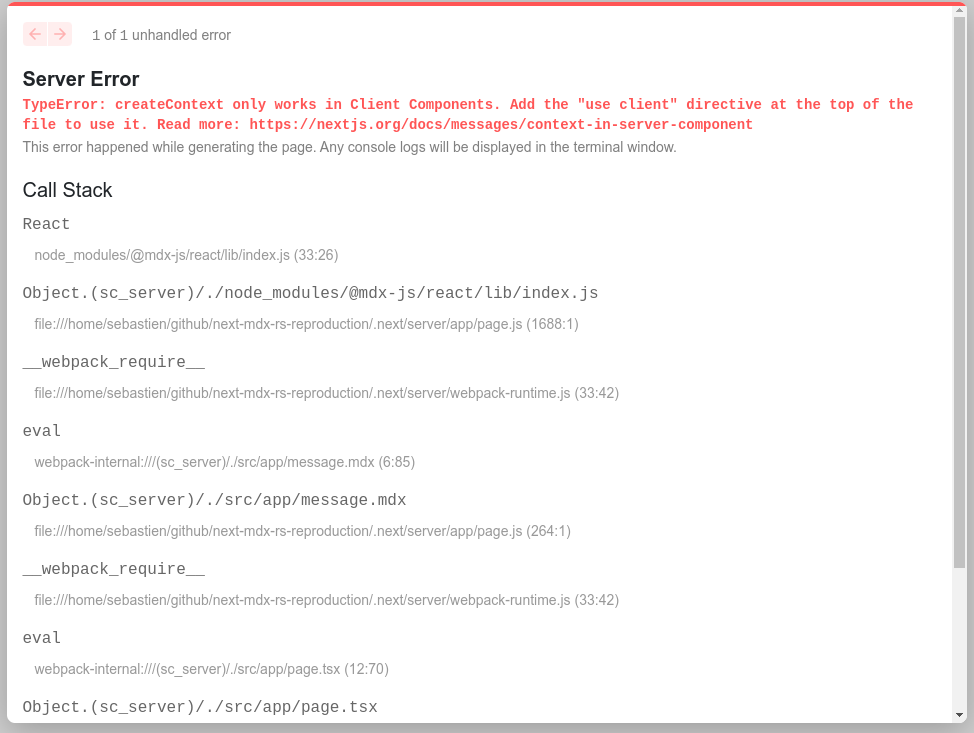 1 of 1 unhandled error
Server Error
TypeError: createContext only works in Client Components. Add the "use client" directive at the top of the
file to use it. Read more: https://nextjs.org/docs/messages/context-in-server-component
This error happened while generating the page. Any console logs will be displayed in the terminal window.
Call Stack
React
node_modules/@mdx-js/react/lib/index.js (33:26)
Object.(sc_server)/./node_modules/@mdx-js/react/lib/index.js
file:///home/sebastien/github/next-mdx-rs-reproduction/.next/server/app/page.js (1688:1)
__webpack_require__
file:///home/sebastien/github/next-mdx-rs-reproduction/.next/server/webpack-runtime.js (33:42)
eval
webpack-internal:///(sc_server)/./src/app/message.mdx (6:85)
Object.(sc_server)/./src/app/message.mdx
file:///home/sebastien/github/next-mdx-rs-reproduction/.next/server/app/page.js (264:1)
__webpack_require__
file:///home/sebastien/github/next-mdx-rs-reproduction/.next/server/webpack-runtime.js (33:42)
eval
webpack-internal:///(sc_server)/./src/app/page.tsx (12:70)
Object.(sc_server)/./src/app/page.tsx